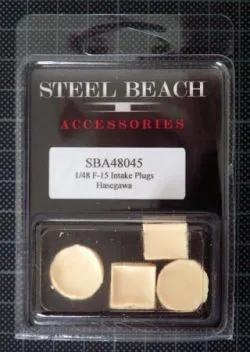 STEEL BEACH
ACCESSORIES
SBA48045
1/48 F-15 Intake Plugs
Hasegawa